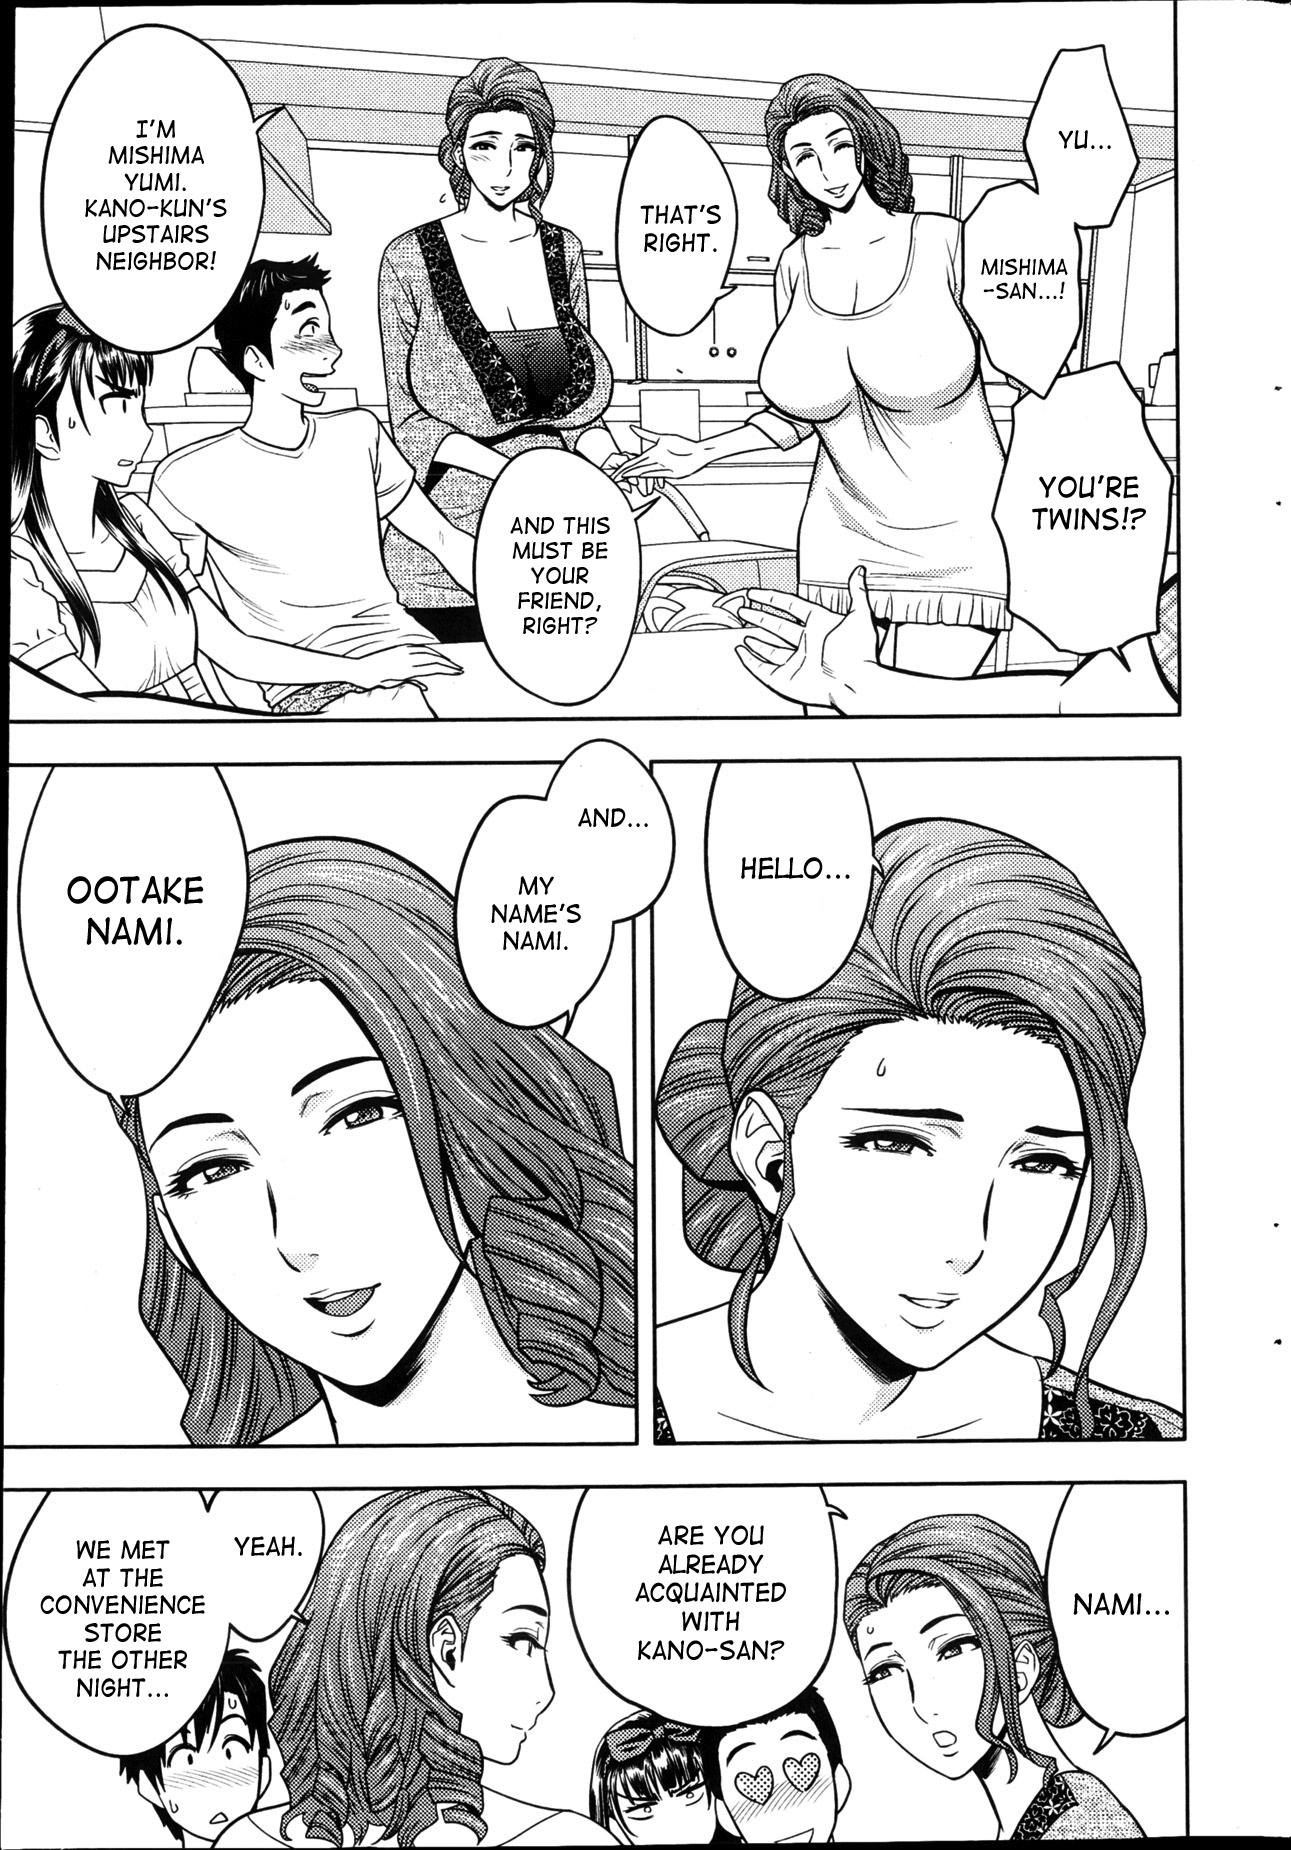 YU...
MISHIMA
-SAN...!
YOU'RE
TWINS!?
THAT'S
RIGHT.
I'M
MISHIMA
YUMI.
KANO-KUN'S
UPSTAIRS
NEIGHBOR!
AND THIS
MUST BE
YOUR
FRIEND,
RIGHT?
HELLO...
AND...
MY
NAME'S
NAMI.
OOTAKE
NAMI.
NAMI...
ARE YOU
ALREADY
ACQUAINTED
WITH
KANO-SAN?
YEAH.
WE MET
AT THE
CONVENIENCE
STORE
THE OTHER
NIGHT...